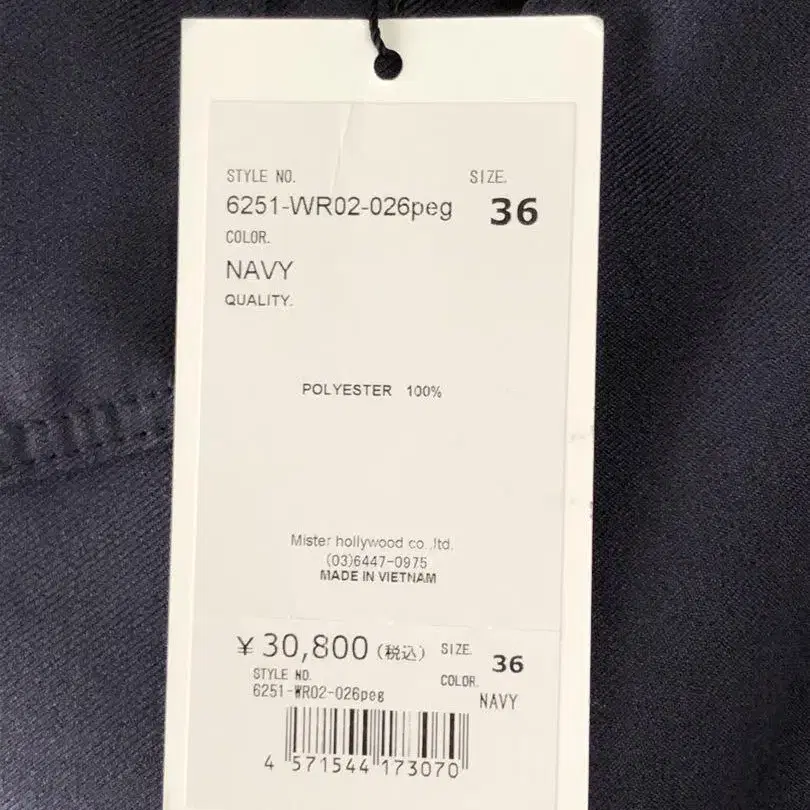 STYLE NO. SIZE.
6251-WR02-026peg 36
COLOR.
NAVY
QUALITY.
POLYESTER 100%
Mister hollywood co.,ltd.
(03)6447-0975
MADE IN VIETNAM
¥ 30,800 (税込) SIZE. 36
STYLE NO. COLOR.
6251-WR02-026peg NAVY
4 571544 173070